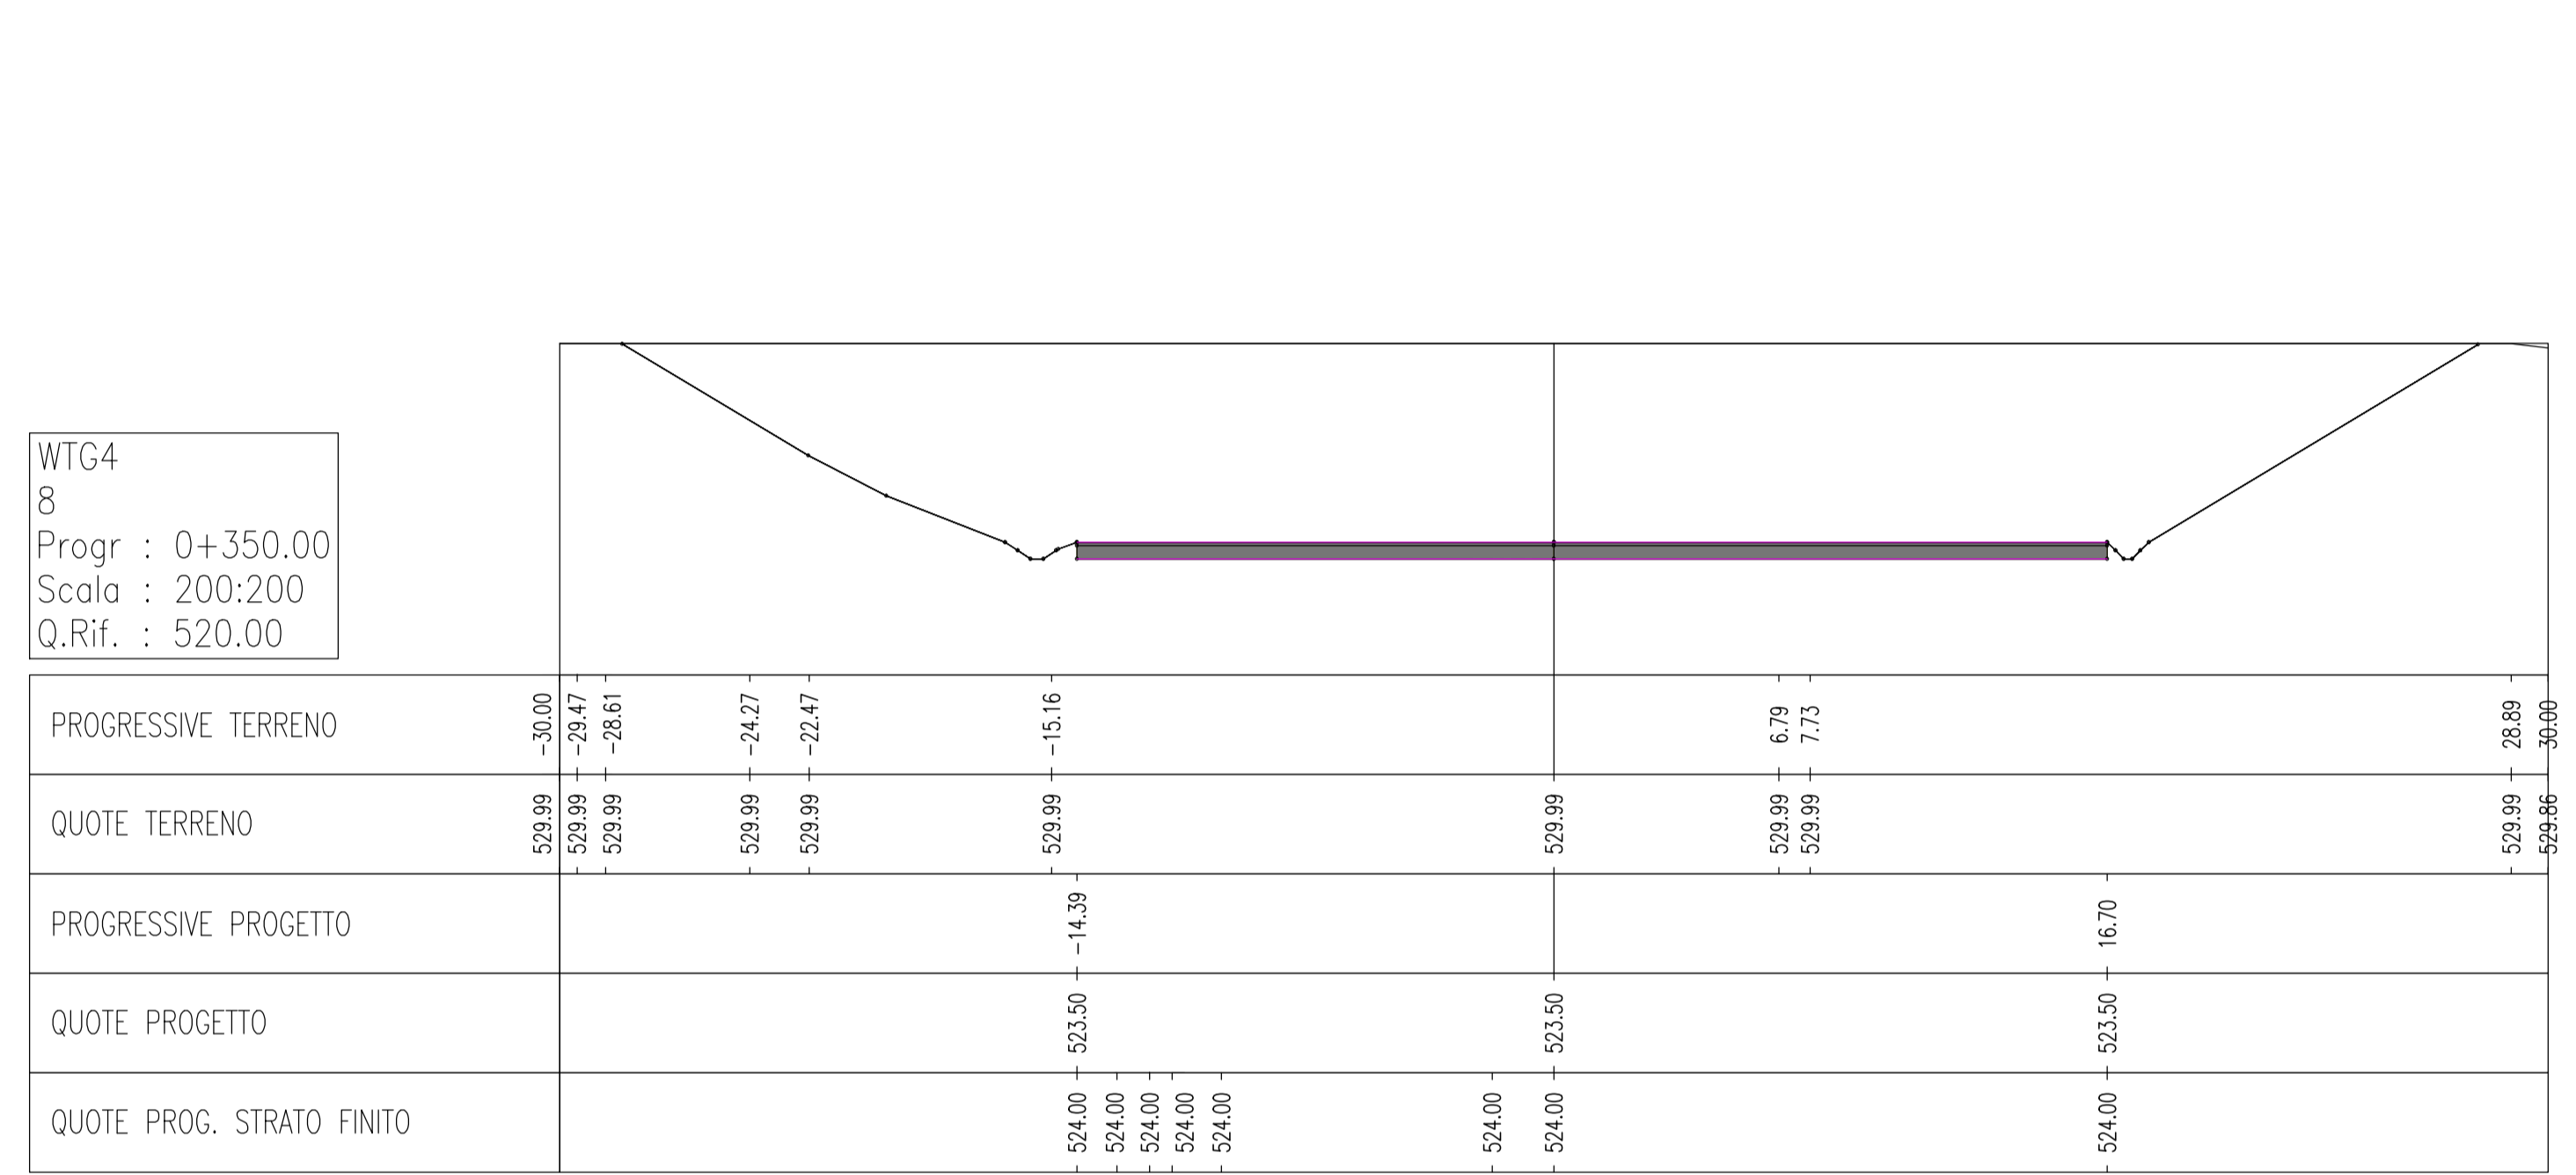 WTG4
8
Progr : 0+350.00
Scala : 200:200
Q.Rif. : 520.00
PROGRESSIVE TERRENO -30.00 -29.47 -28.61 -24.27 -22.47 -15.16 6.79 7.73 28.89 30.00
QUOTE TERRENO 529.99 529.99 529.99 529.99 529.99 529.99 529.99 529.99 529.99 529.99 529.86
PROGRESSIVE PROGETTO -14.39 16.70
QUOTE PROGETTO 523.50 523.50 523.50
QUOTE PROG. STRATO FINITO 524.00 524.00 524.00 524.00 524.00 524.00 524.00 524.00